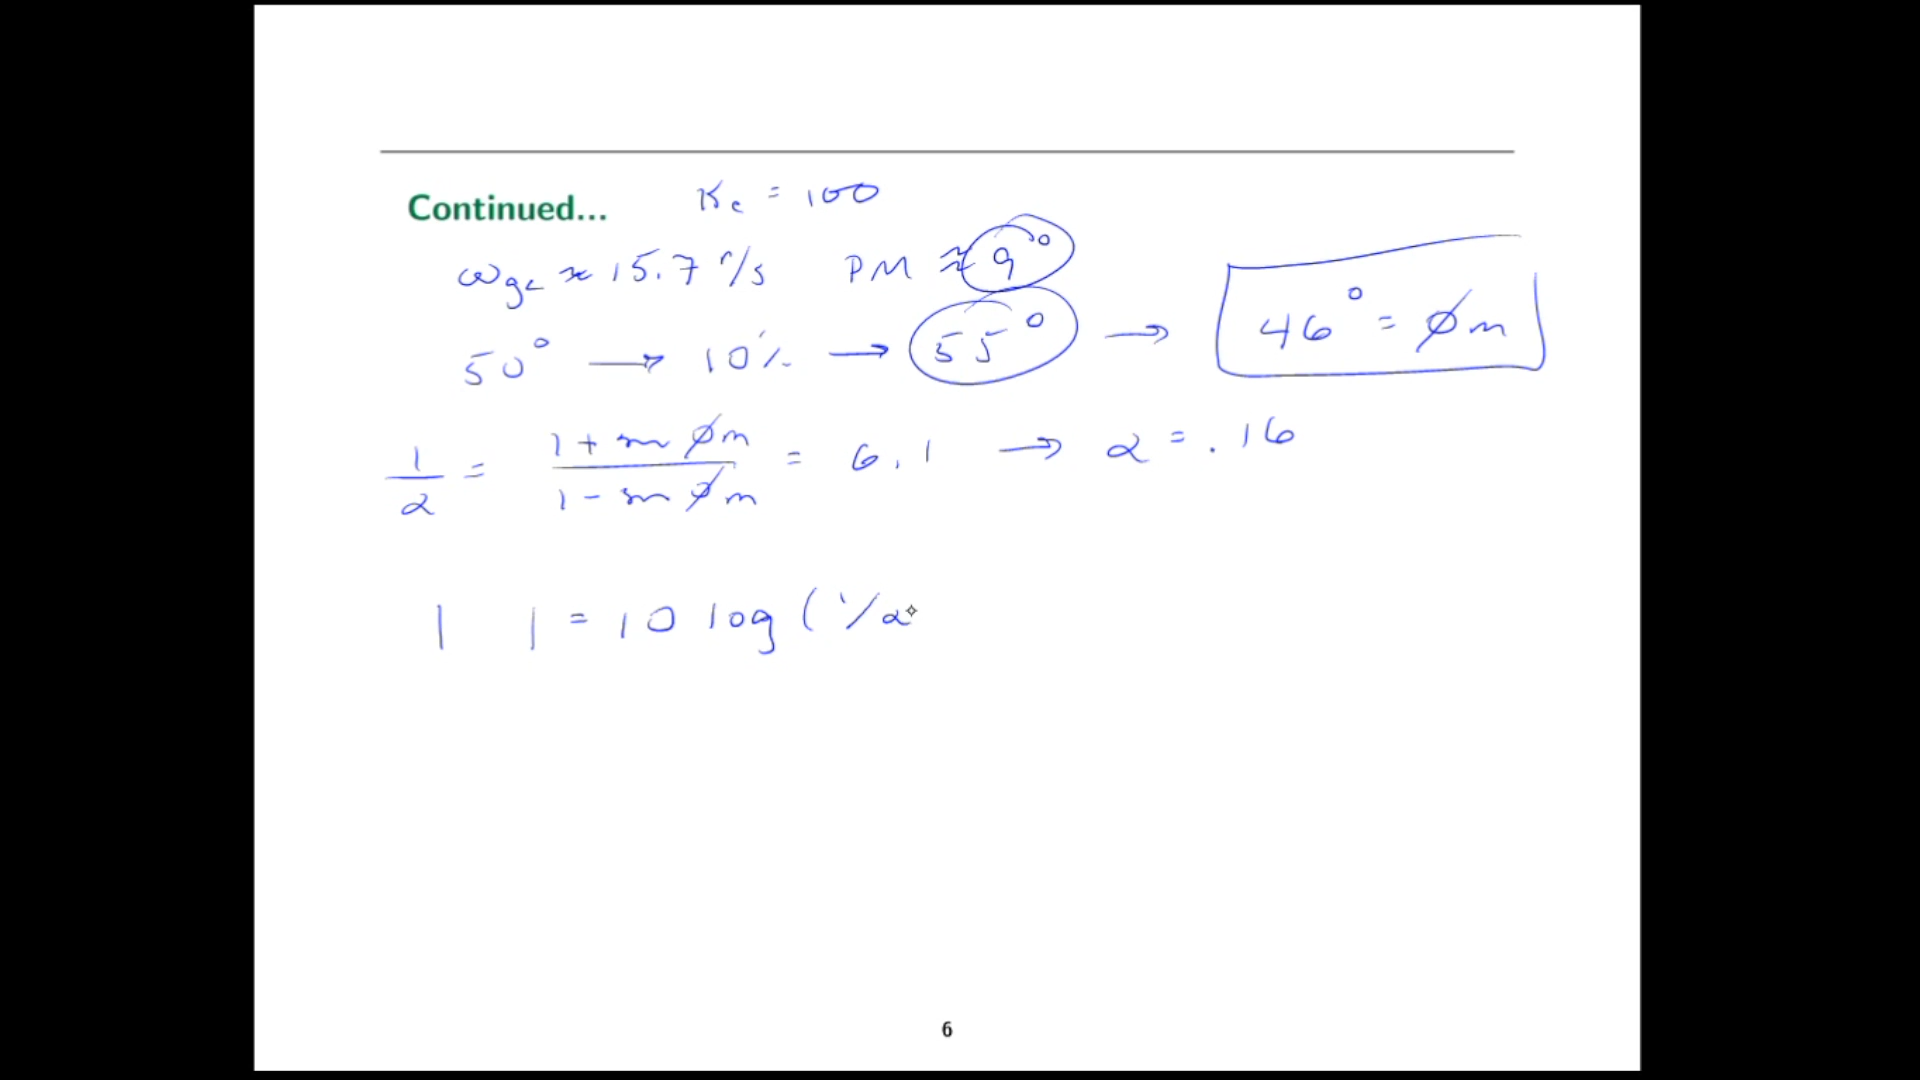 Continued... Kc = 100
ωgc ≈ 15.7 r/s PM ≈ 9°
50° → 10% → 55° → 46° = φm
1/α = (1 + sin φm)/(1 - sin φm) = 6.1 → α = .16
| | = 10 log (1/α
6